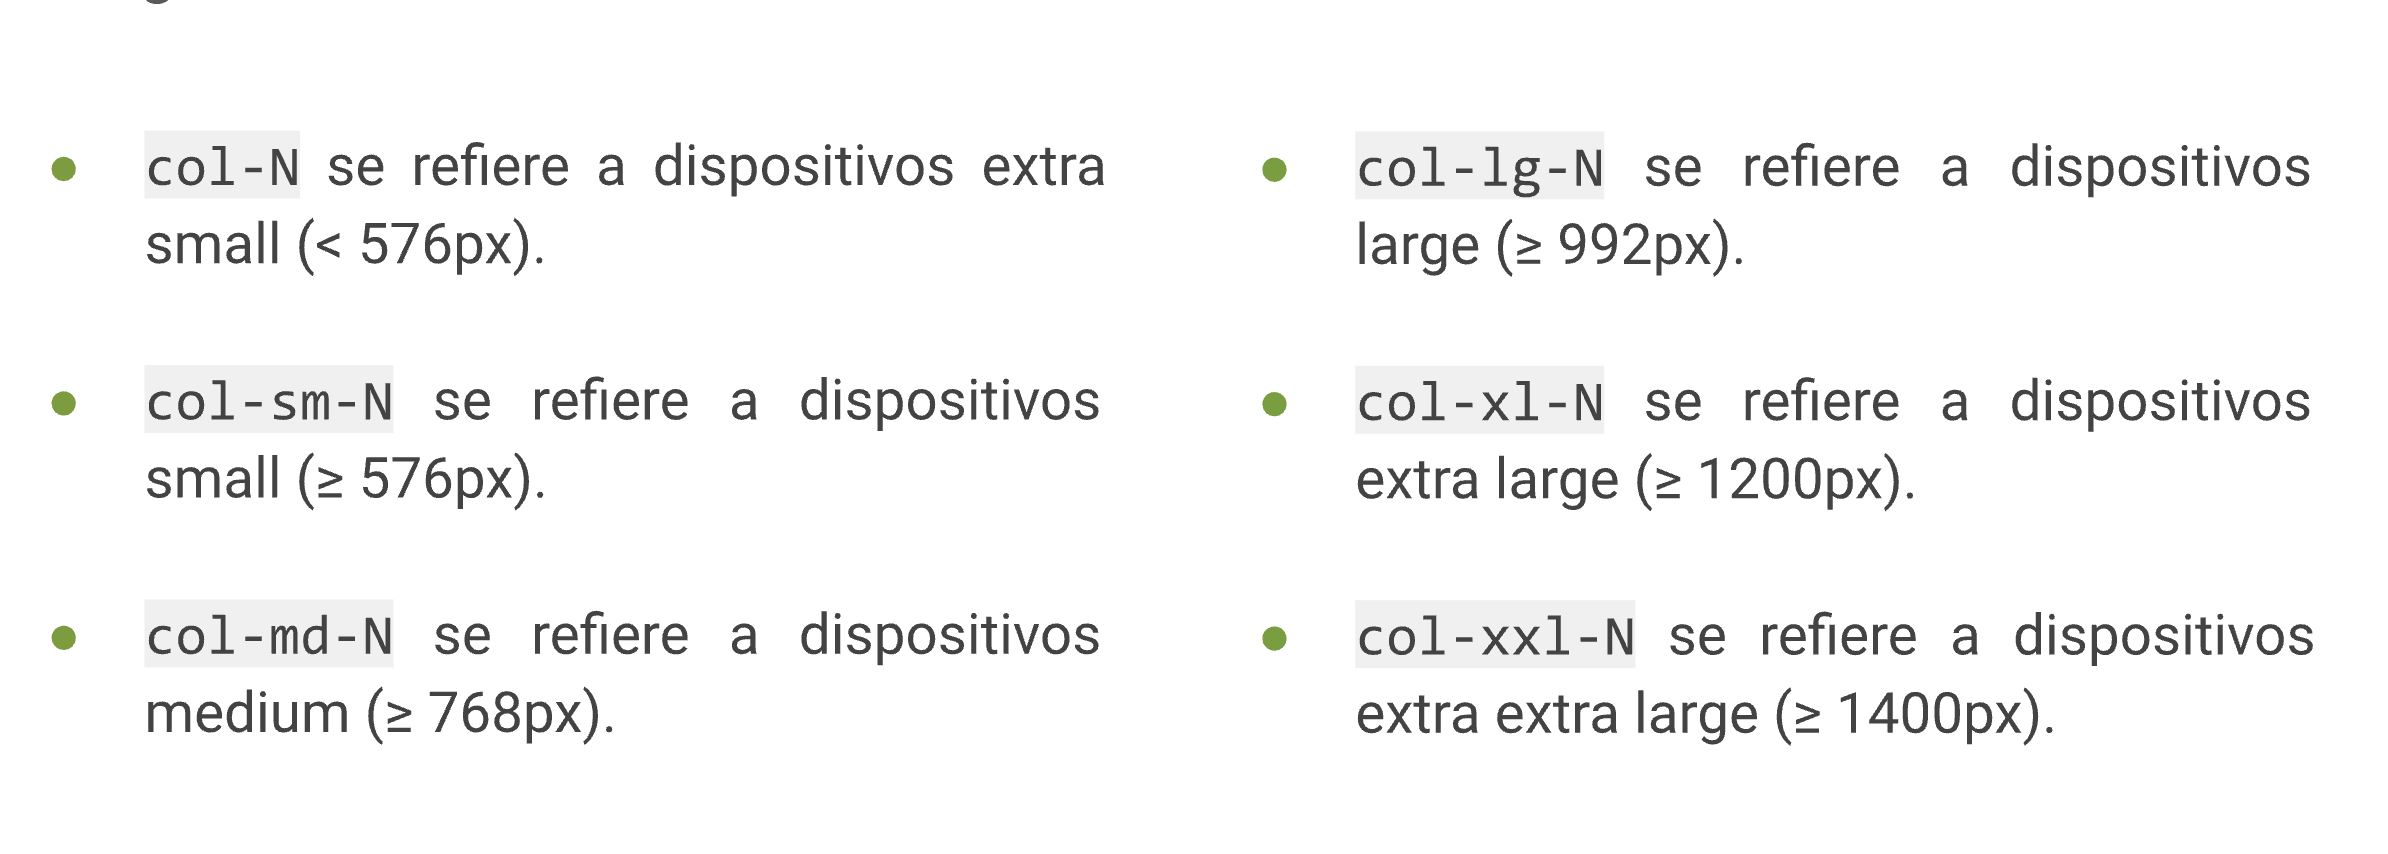 col-N se refiere a dispositivos extra
small (< 576px).
col-sm-N se refiere a dispositivos
small (≥ 576px).
col-md-N se refiere a dispositivos
medium (≥ 768px).
col-lg-N se refiere a dispositivos
large (≥ 992px).
col-xl-N se refiere a dispositivos
extra large (≥ 1200px).
col-xxl-N se refiere a dispositivos
extra extra large (≥ 1400px).